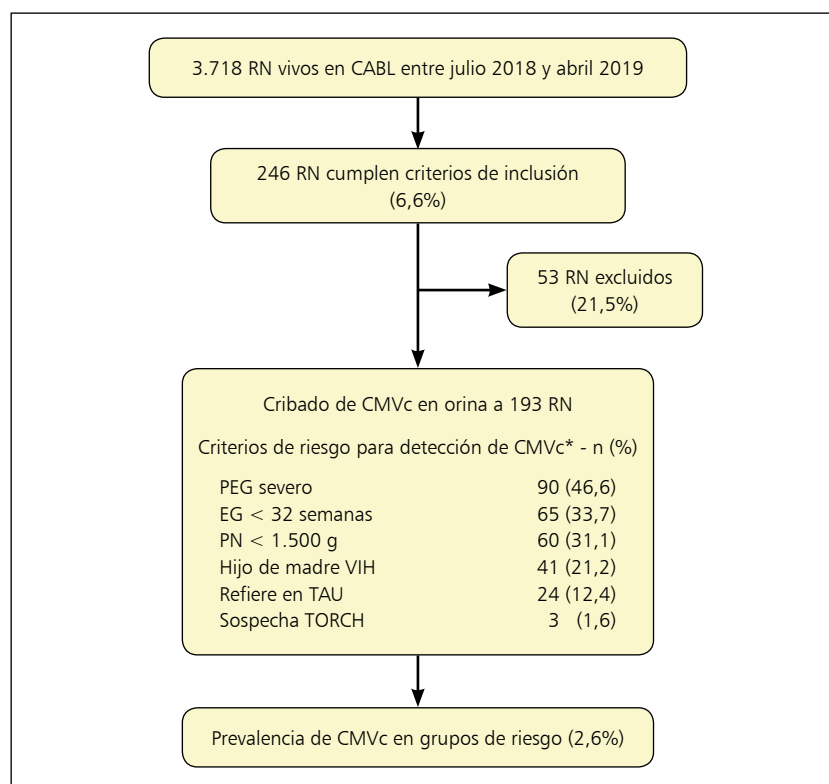 3.718 RN vivos en CABL entre julio 2018 y abril 2019
246 RN cumplen criterios de inclusión
(6,6%)
53 RN excluidos
(21,5%)
Cribado de CMVc en orina a 193 RN
Criterios de riesgo para detección de CMVc* - n (%)
PEG severo 90 (46,6)
EG < 32 semanas 65 (33,7)
PN < 1.500 g 60 (31,1)
Hijo de madre VIH 41 (21,2)
Refiere en TAU 24 (12,4)
Sospecha TORCH 3 (1,6)
Prevalencia de CMVc en grupos de riesgo (2,6%)